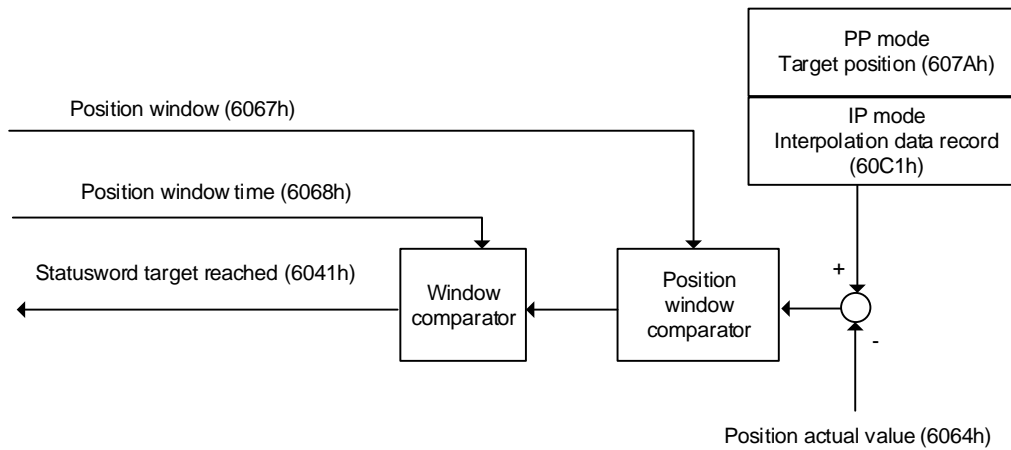 PP mode
Target position (607Ah)
IP mode
Interpolation data record
(60C1h)
Position window (6067h)
Position window time (6068h)
Statusword target reached (6041h)
Window
comparator
Position
window
comparator
+
-
Position actual value (6064h)